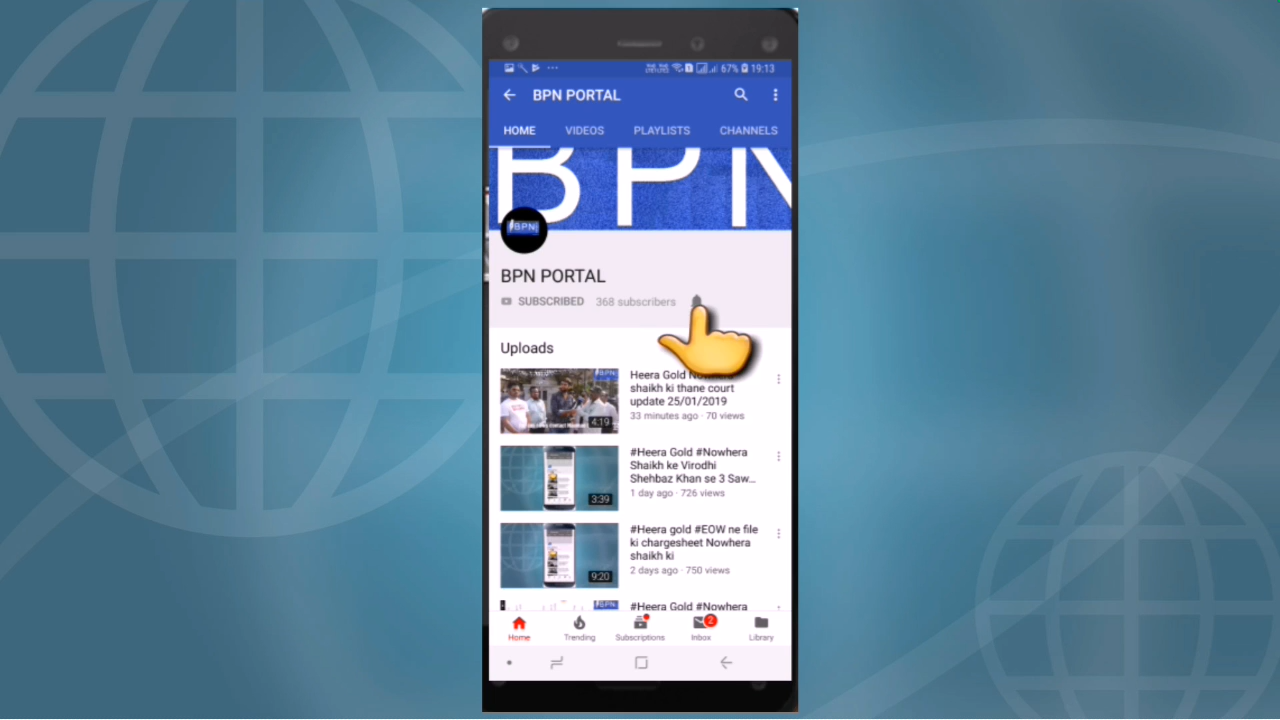 67% 19:13
BPN PORTAL
HOME VIDEOS PLAYLISTS CHANNELS
BPN
BPN
BPN PORTAL
SUBSCRIBED 368 subscribers
Uploads
BPN
4:19
Heera Gold Nowhera
shaikh ki thane court
update 25/01/2019
33 minutes ago · 70 views
3:39
#Heera Gold #Nowhera
Shaikh ke Virodhi
Shehbaz Khan se 3 Saw...
1 day ago · 726 views
9:20
#Heera gold #EOW ne file
ki chargesheet Nowhera
shaikh ki
2 days ago · 750 views
BPN
#Heera Gold #Nowhera
Home Trending Subscriptions Inbox 2 Library